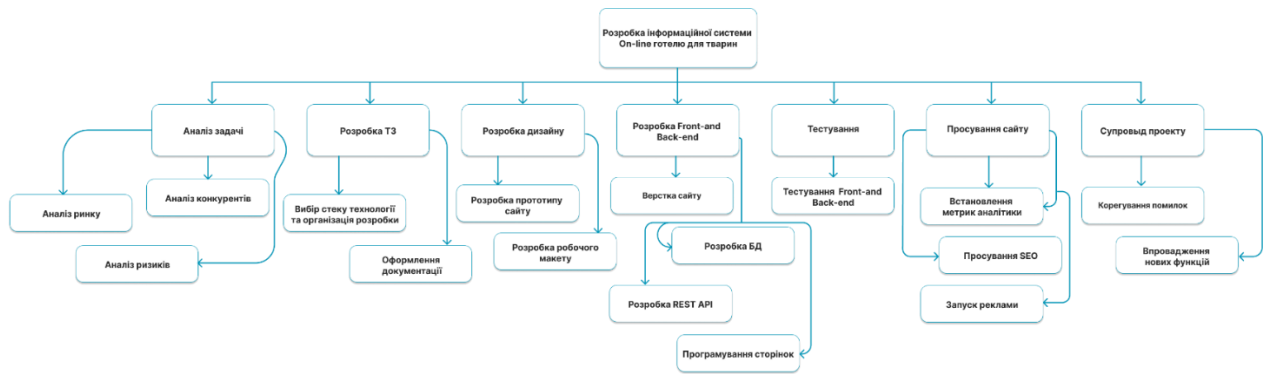 Розробка інформаційної системи
On-line готелю для тварин
Аналіз задачі
Розробка ТЗ
Розробка дизайну
Розробка Front-and
Back-end
Тестування
Просування сайту
Супровыд проекту
Аналіз ринку
Аналіз конкурентів
Аналіз ризиків
Вибір стеку технології
та організація розробки
Оформлення
документації
Розробка прототипу
сайту
Розробка робочого
макету
Верстка сайту
Розробка БД
Розробка REST API
Програмування сторінок
Тестування Front-and
Back-end
Встановлення
метрик аналітики
Просування SEO
Запуск реклами
Корегування помилок
Впровадження
нових функцій